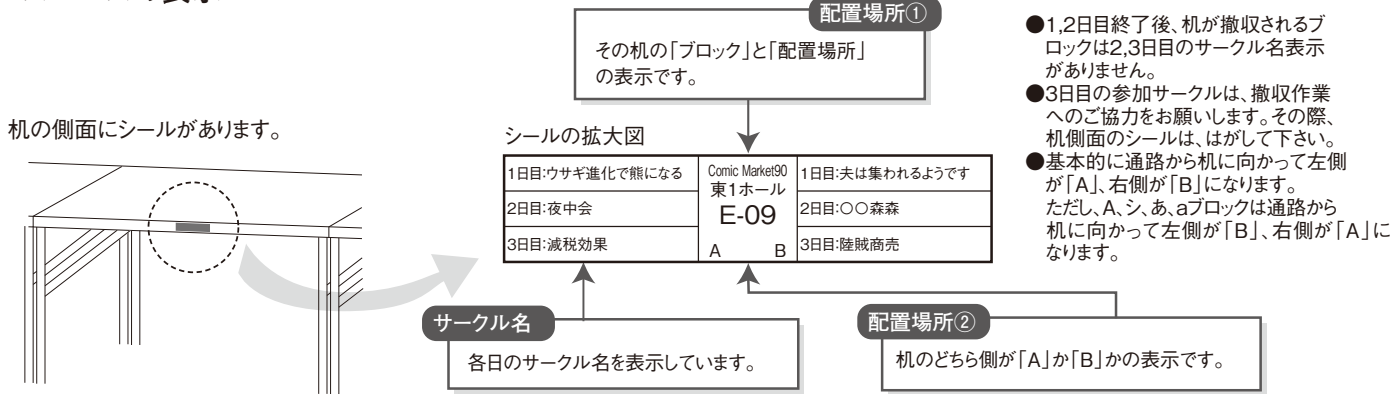 配置場所①
その机の「ブロック」と「配置場所」
の表示です。
●1,2日目終了後、机が撤収されるブ
ロックは2,3日目のサークル名表示
がありません。
●3日目の参加サークルは、撤収作業
へのご協力をお願いします。その際、
机側面のシールは、はがして下さい。
●基本的に通路から机に向かって左側
が「A」、右側が「B」になります。
ただし、A、シ、あ、aブロックは通路から
机に向かって左側が「B」、右側が「A」に
なります。
机の側面にシールがあります。
シールの拡大図
1日目:ウサギ進化で熊になる
2日目:夜中会
3日目:減税効果
Comic Market90
東1ホール
E-09
A B
1日目:夫は集われるようです
2日目:〇〇森森
3日目:陸賊商売
サークル名
各日のサークル名を表示しています。
配置場所②
机のどちら側が「A」か「B」かの表示です。